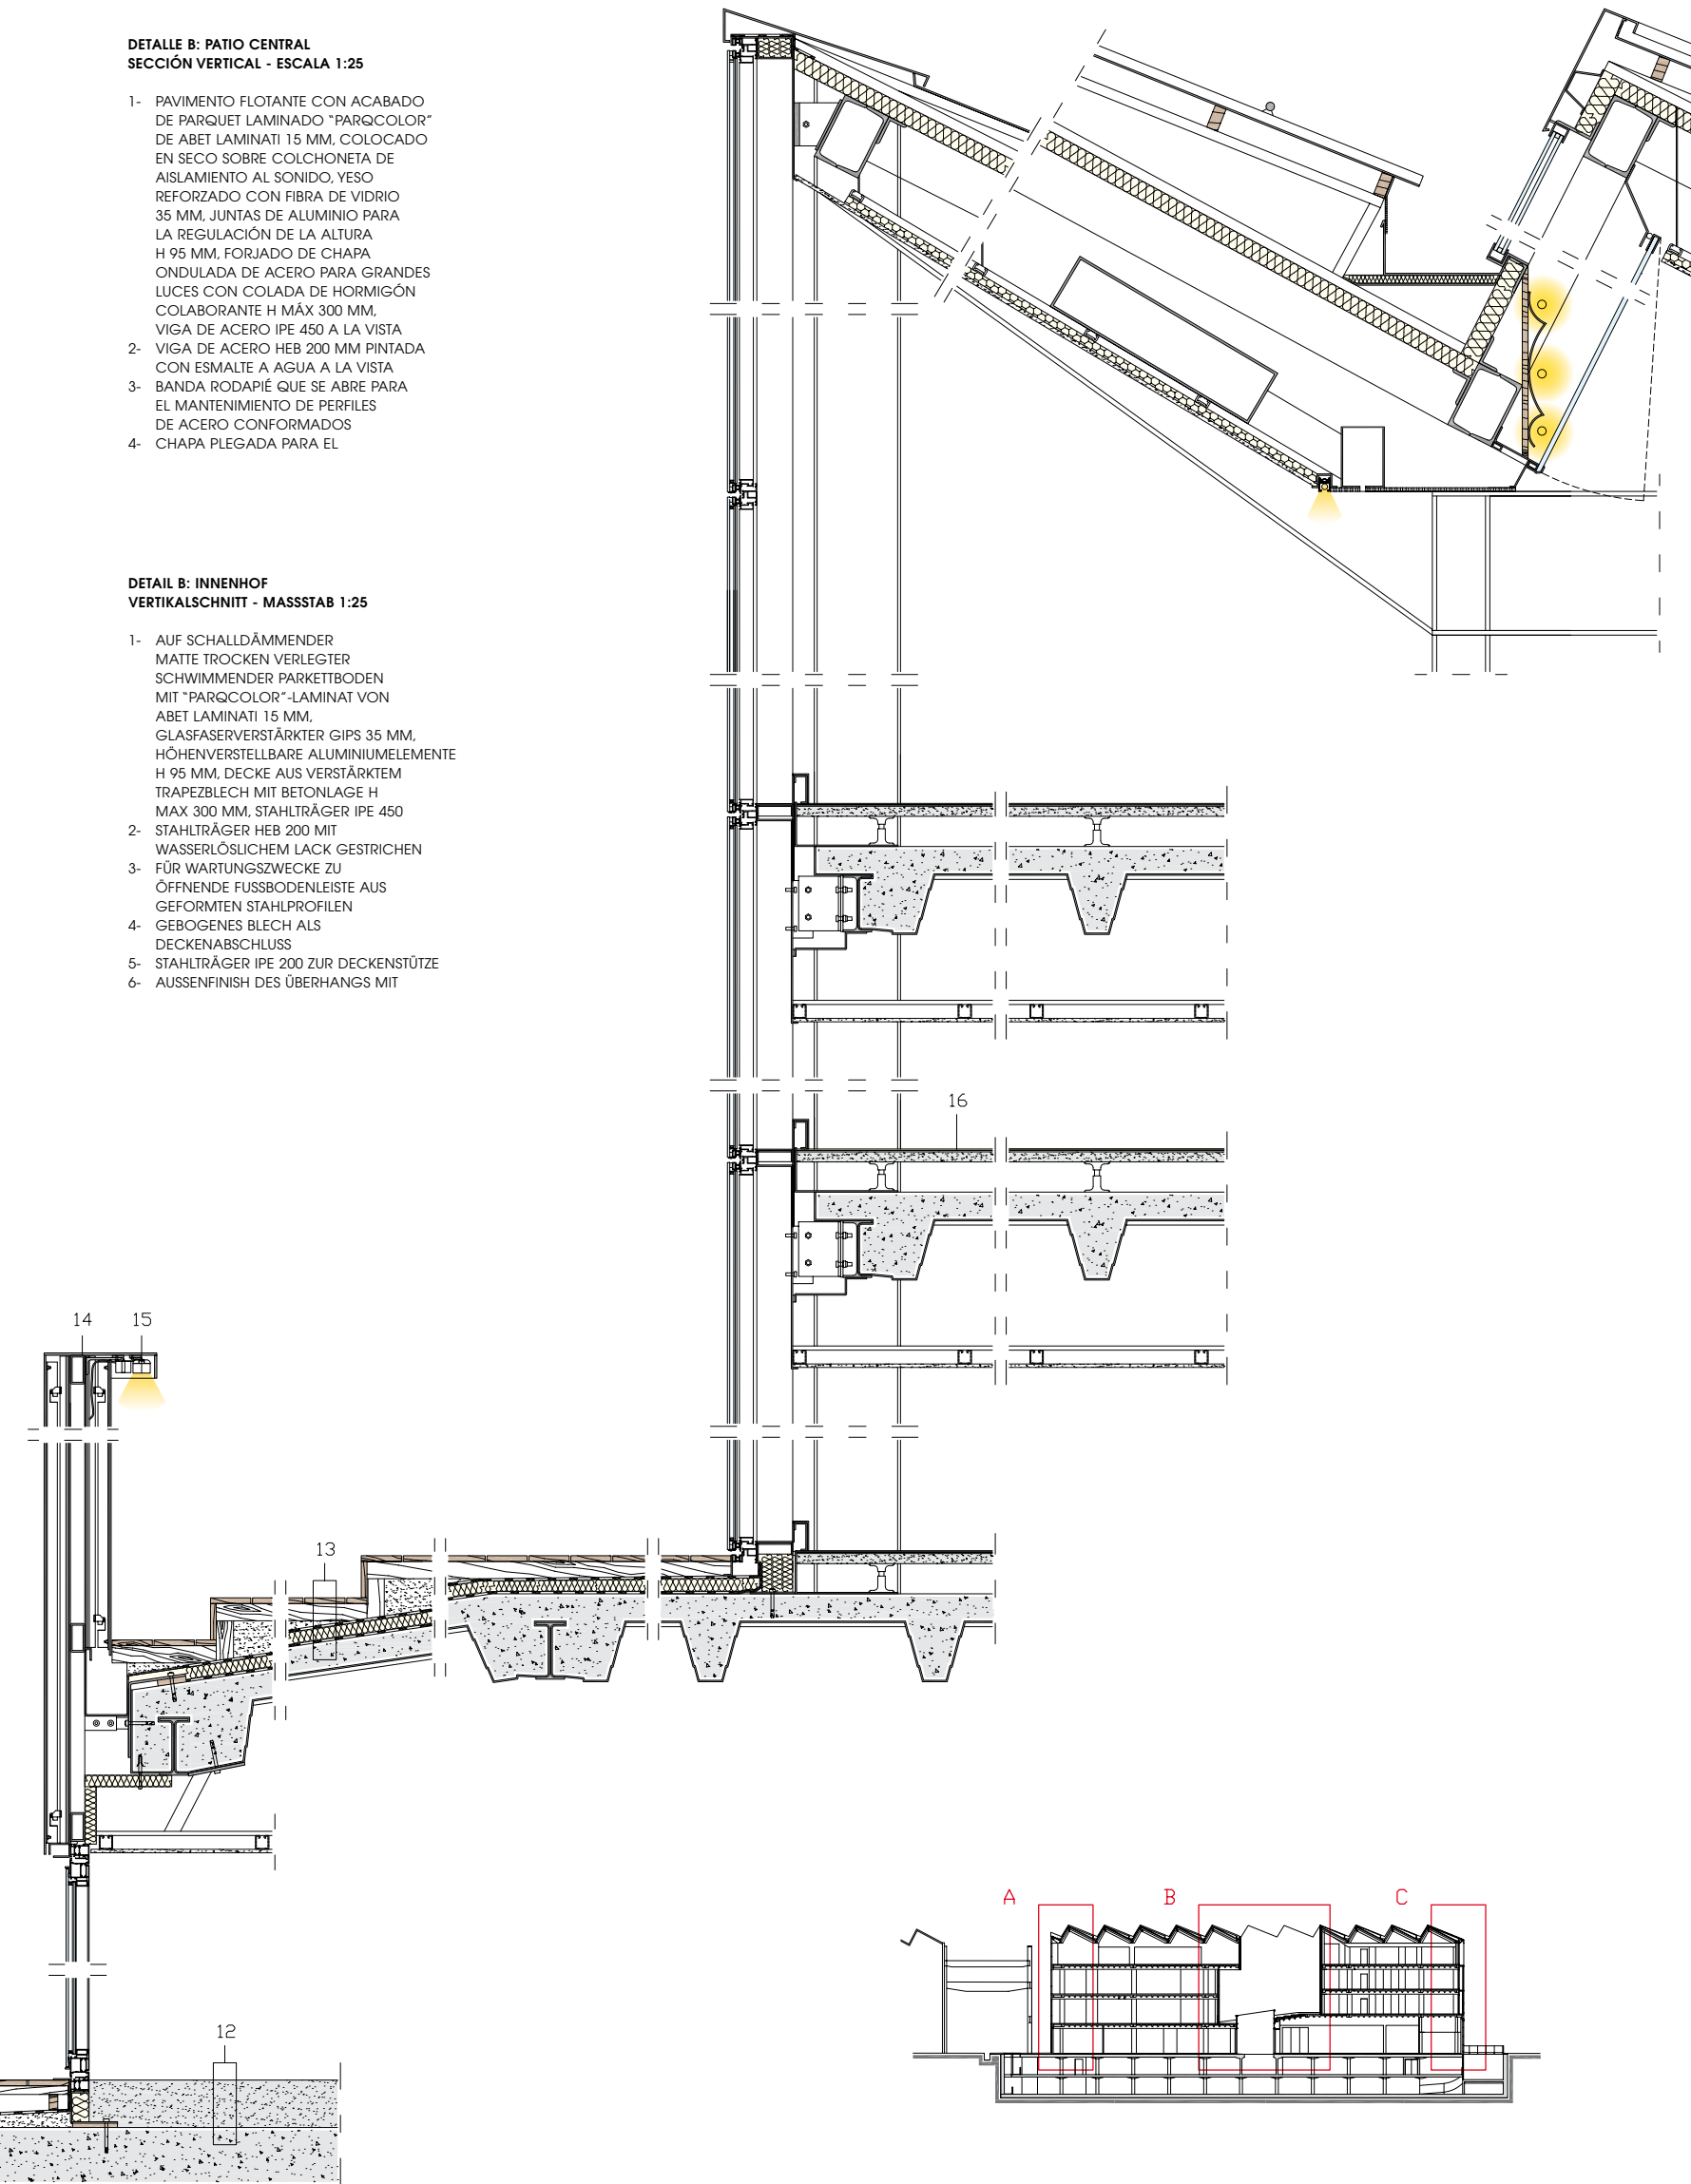 DETALLE B: PATIO CENTRAL
SECCIÓN VERTICAL - ESCALA 1:25
1- PAVIMENTO FLOTANTE CON ACABADO
DE PARQUET LAMINADO "PARQCOLOR"
DE ABET LAMINATI 15 MM, COLOCADO
EN SECO SOBRE COLCHONETA DE
AISLAMIENTO AL SONIDO, YESO
REFORZADO CON FIBRA DE VIDRIO
35 MM, JUNTAS DE ALUMINIO PARA
LA REGULACIÓN DE LA ALTURA
H 95 MM, FORJADO DE CHAPA
ONDULADA DE ACERO PARA GRANDES
LUCES CON COLADA DE HORMIGÓN
COLABORANTE H MÁX 300 MM,
VIGA DE ACERO IPE 450 A LA VISTA
2- VIGA DE ACERO HEB 200 MM PINTADA
CON ESMALTE A AGUA A LA VISTA
3- BANDA RODAPIÉ QUE SE ABRE PARA
EL MANTENIMIENTO DE PERFILES
DE ACERO CONFORMADOS
4- CHAPA PLEGADA PARA EL
DETAIL B: INNENHOF
VERTIKALSCHNITT - MASSSTAB 1:25
1- AUF SCHALLDÄMMENDER
MATTE TROCKEN VERLEGTER
SCHWIMMENDER PARKETTBODEN
MIT "PARQCOLOR"-LAMINAT VON
ABET LAMINATI 15 MM,
GLASFASERVERSTÄRKTER GIPS 35 MM,
HÖHENVERSTELLBARE ALUMINIUMELEMENTE
H 95 MM, DECKE AUS VERSTÄRKTEM
TRAPEZBLECH MIT BETONLAGE H
MAX 300 MM, STAHLTRÄGER IPE 450
2- STAHLTRÄGER HEB 200 MIT
WASSERLÖSLICHEM LACK GESTRICHEN
3- FÜR WARTUNGSZWECKE ZU
ÖFFNENDE FUSSBODENLEISTE AUS
GEFORMTEN STAHLPROFILEN
4- GEBOGENES BLECH ALS
DECKENABSCHLUSS
5- STAHLTRÄGER IPE 200 ZUR DECKENSTÜTZE
6- AUSSENFINISH DES ÜBERHANGS MIT
16
14 15
13
12
A B C